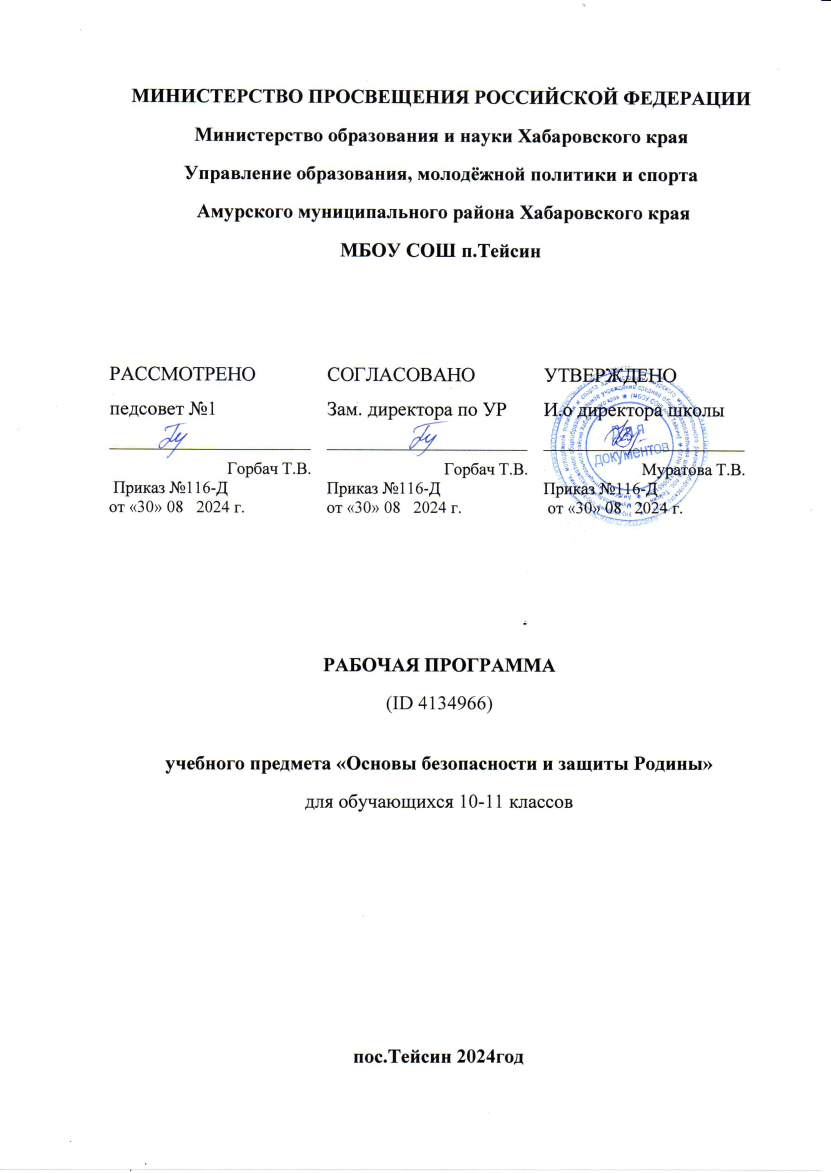 МИНИСТЕРСТВО ПРОСВЕЩЕНИЯ РОССИЙСКОЙ ФЕДЕРАЦИИ
Министерство образования и науки Хабаровского края
Управление образования, молодёжной политики и спорта
Амурского муниципального района Хабаровского края
МБОУ СОШ п.Тейсин
РАССМОТРЕНО
педсовет №1
Горбач Т.В.
Приказ №116-Д
от «30» 08 2024 г.
СОГЛАСОВАНО
Зам. директора по УР
Горбач Т.В.
Приказ №116-Д
от «30» 08 2024 г.
УТВЕРЖДЕНО
И.о директора школы
Для
документов
Муратова Т.В.
Приказ №116-Д
от «30» 08 2024 г.
РАБОЧАЯ ПРОГРАММА
(ID 4134966)
учебного предмета «Основы безопасности и защиты Родины»
для обучающихся 10-11 классов
пос.Тейсин 2024год